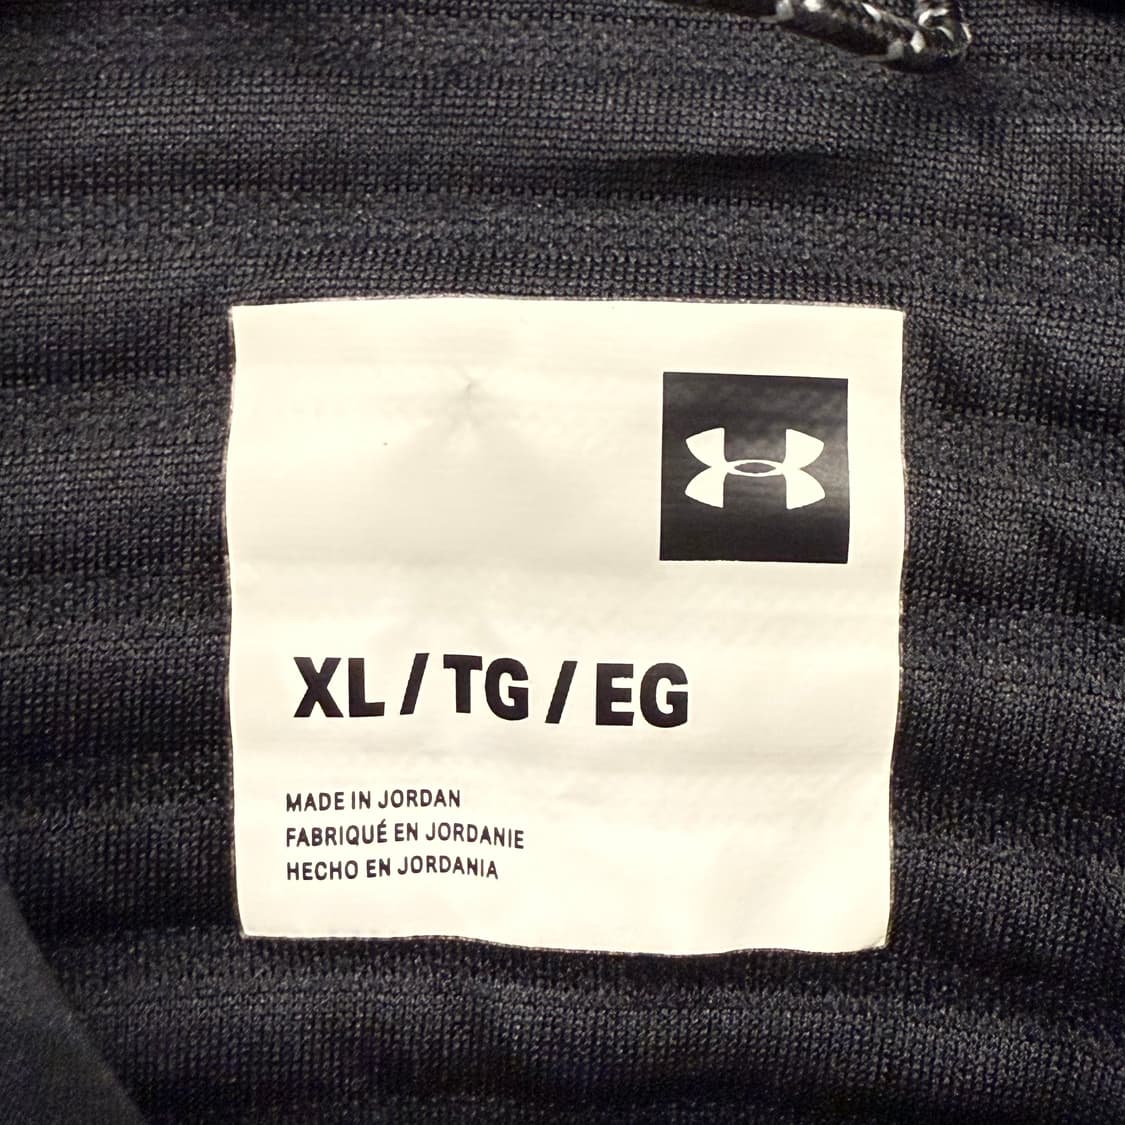 XL / TG / EG
MADE IN JORDAN
FABRIQUÉ EN JORDANIE
HECHO EN JORDANIA